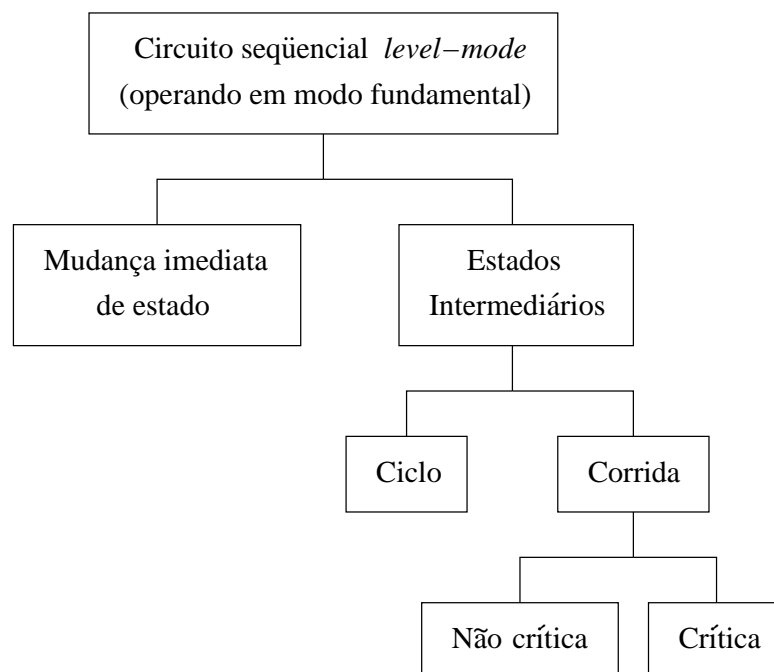 Circuito seqüencial level−mode
(operando em modo fundamental)
Mudança imediata
de estado
Estados
Intermediários
Ciclo
Corrida
Não crítica
Crítica